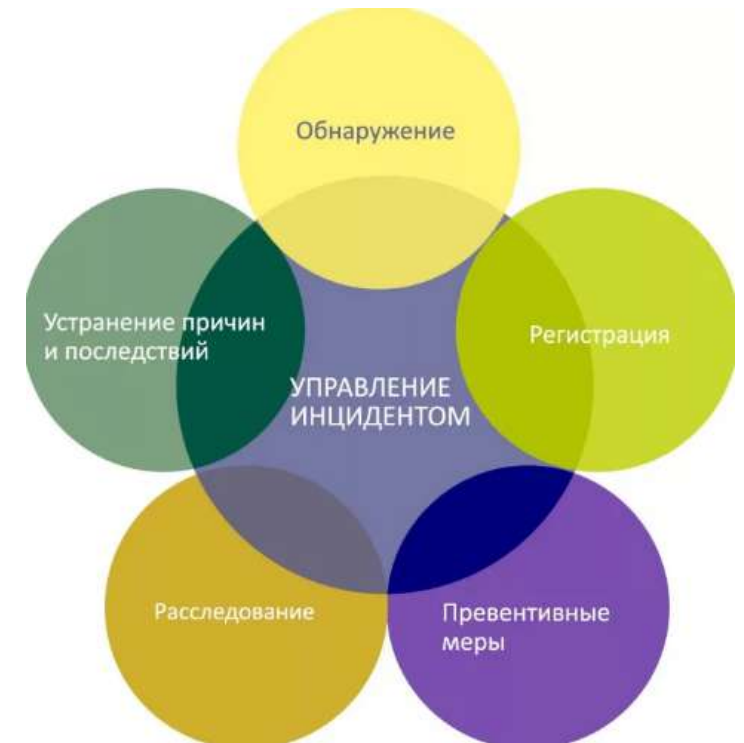 Обнаружение
Устранение причин
и последствий
Регистрация
УПРАВЛЕНИЕ
ИНЦИДЕНТОМ
Расследование
Превентивные
меры